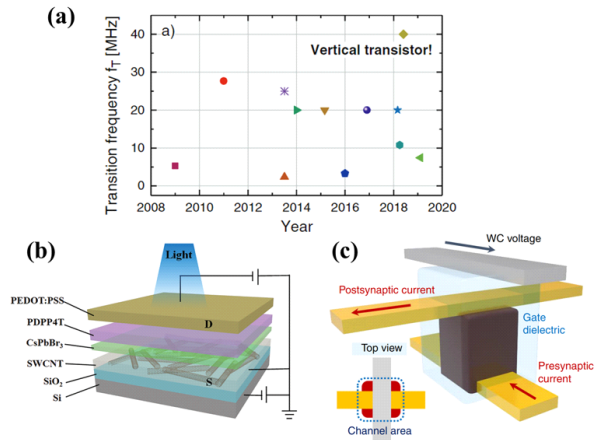 (a)
a)
Vertical transistor!
Transition frequency f_T [MHz]
40
30
20
10
0
2008
2010
2012
2014
2016
2018
2020
Year
(b)
Light
PEDOT:PSS
D
PDPP4T
CsPbBr₃
SWCNT
S
SiO₂
Si
(c)
WC voltage
Postsynaptic current
Gate
dielectric
Top view
Presynaptic
current
Channel area